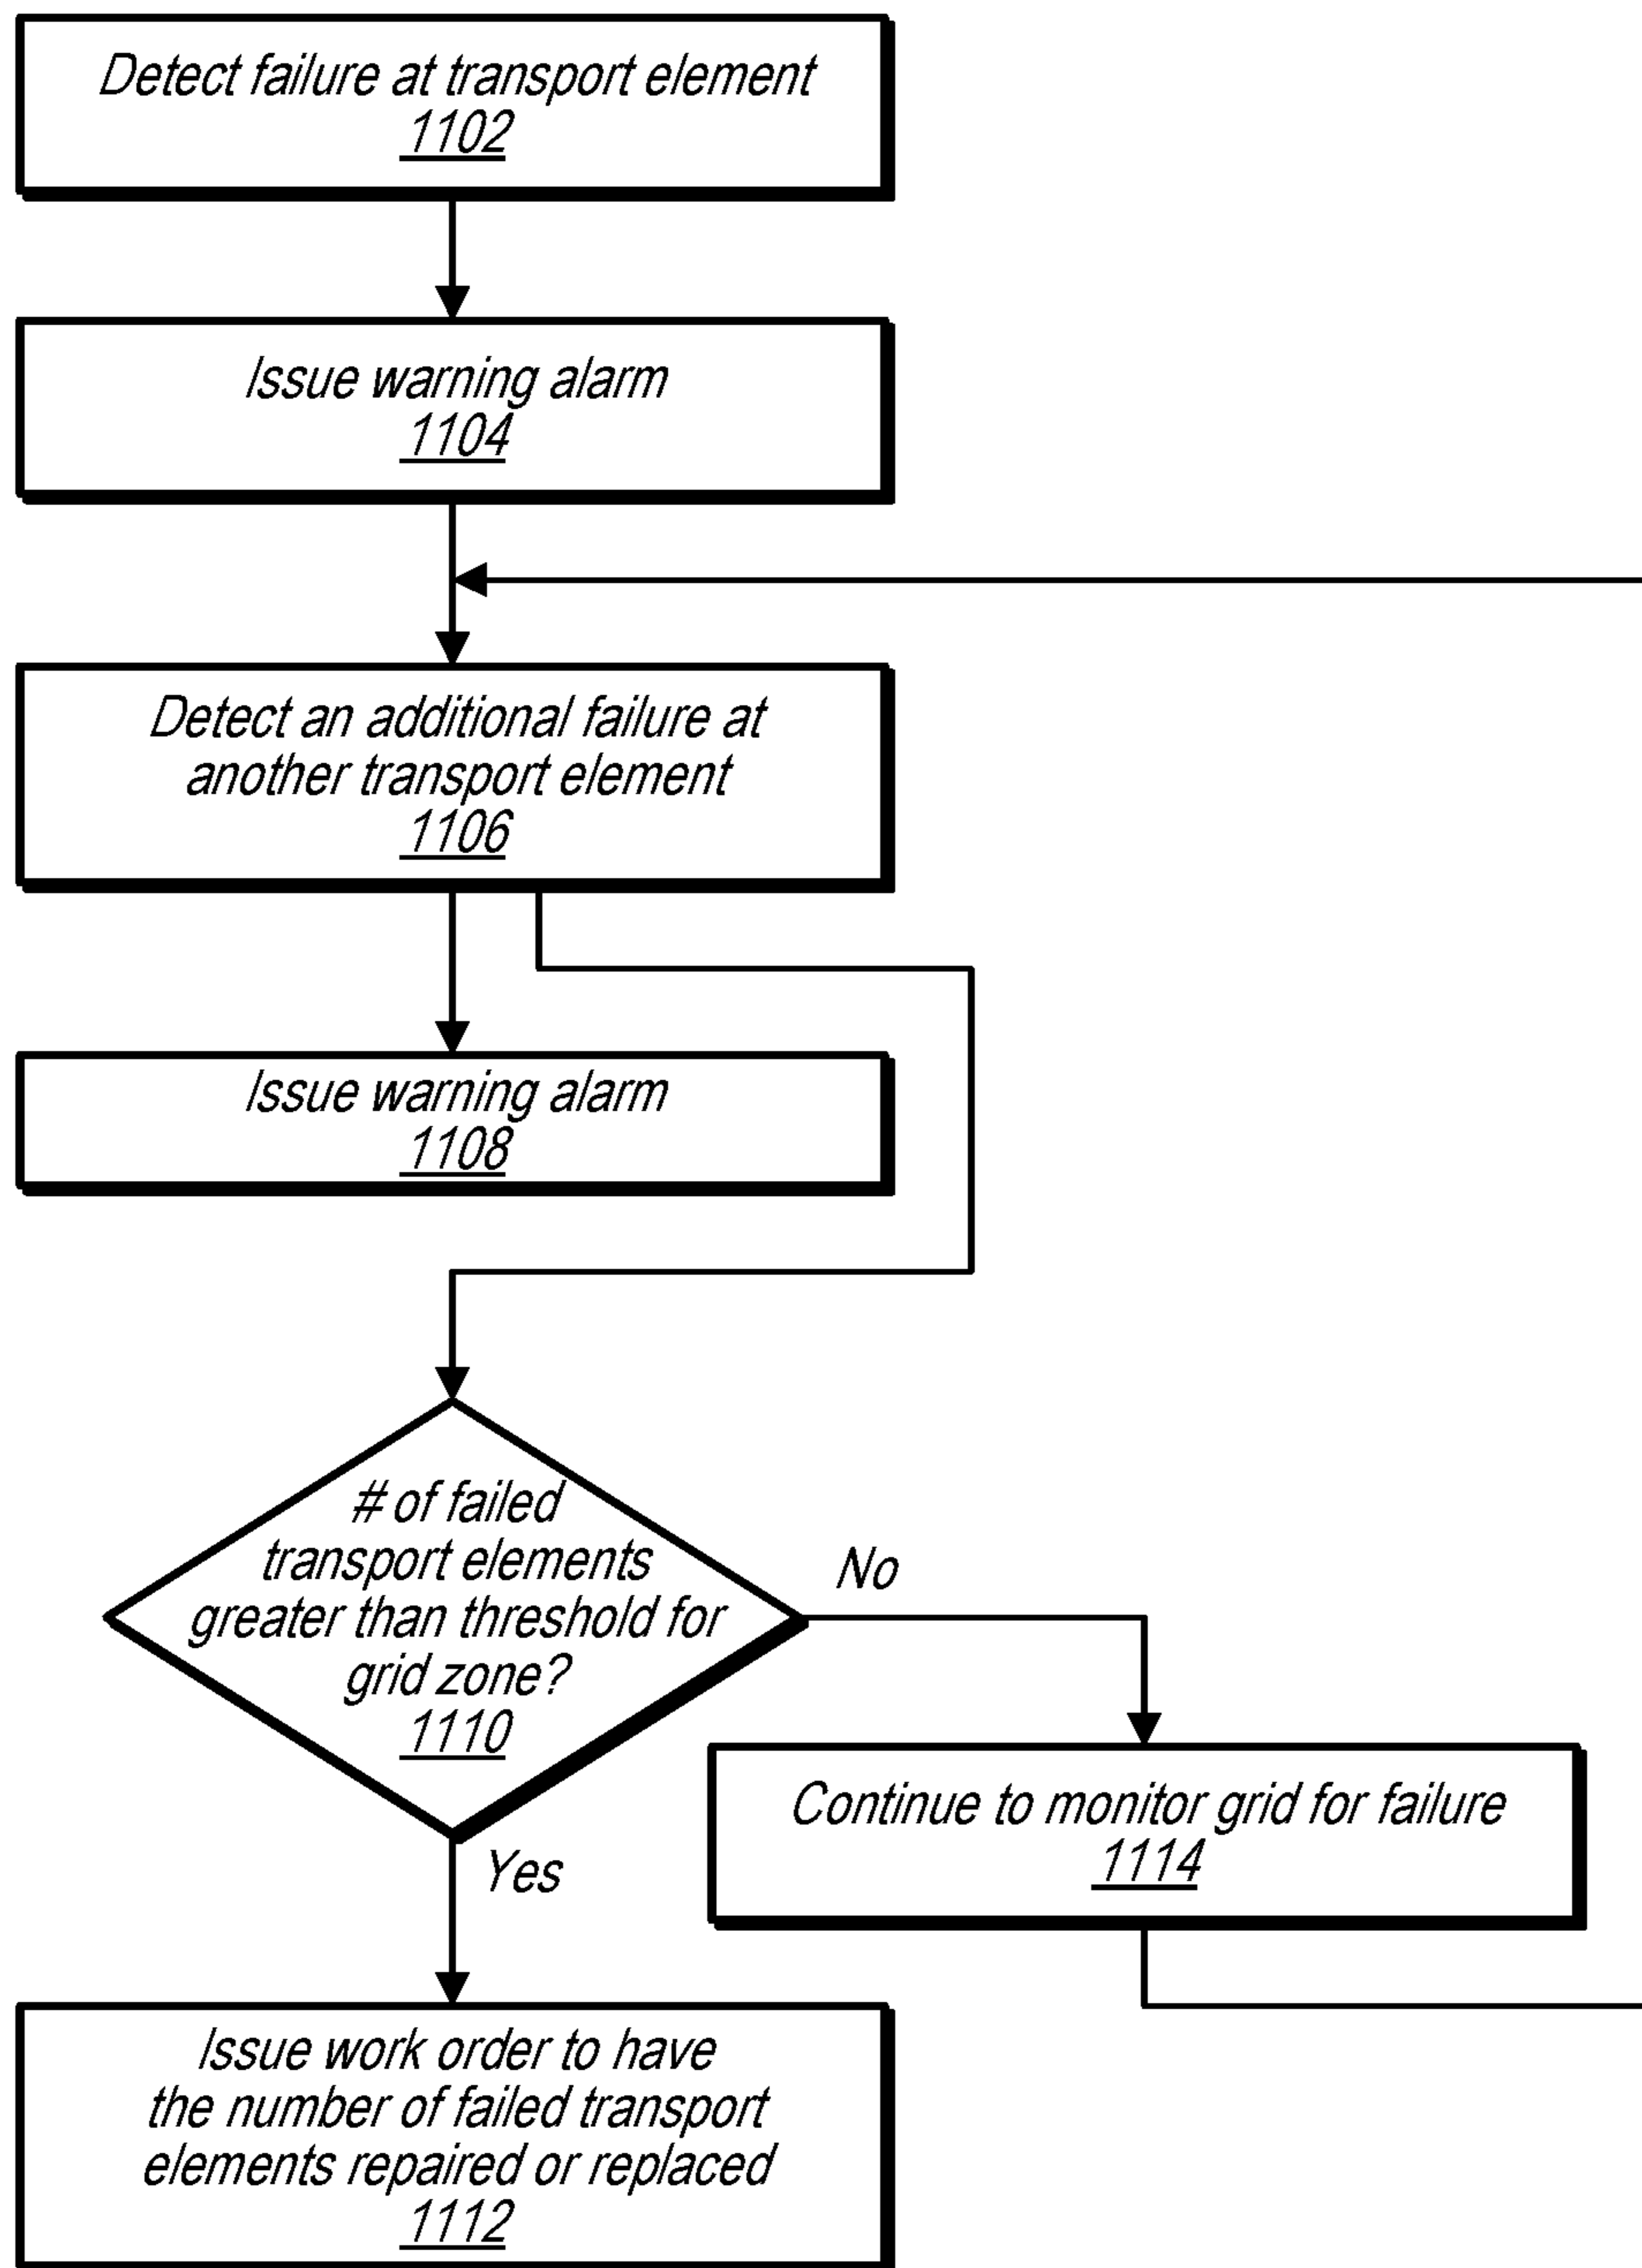 Detect failure at transport element
1102
Issue warning alarm
1104
Detect an additional failure at
another transport element
1106
Issue warning alarm
1108
# of failed
transport elements
greater than threshold for
grid zone?
1110
No
Yes
Continue to monitor grid for failure
1114
Issue work order to have
the number of failed transport
elements repaired or replaced
1112